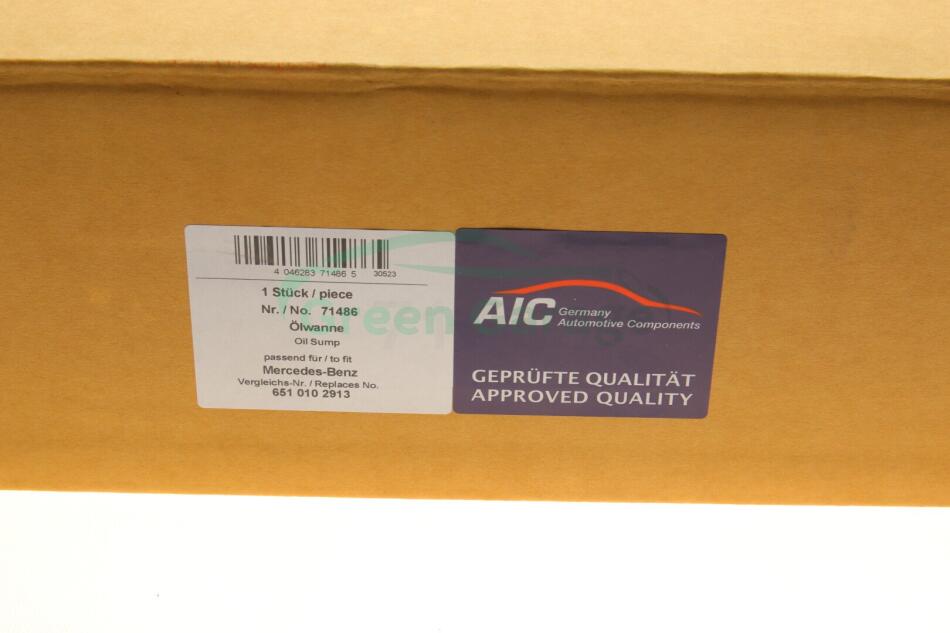 4 046283 71486 5 30523
1 Stück / piece
Nr. / No. 71486
Ölwanne
Oil Sump
passend für / to fit
Mercedes-Benz
Vergleichs-Nr. / Replaces No.
651 010 2913
AIC Germany
Automotive Components
GEPRÜFTE QUALITÄT
APPROVED QUALITY
Green